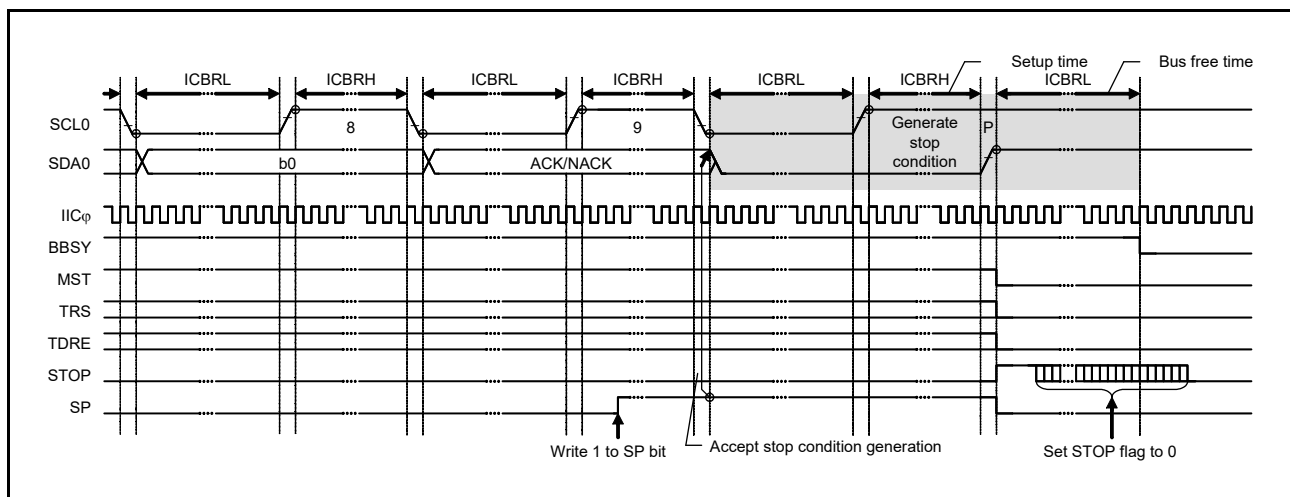 Setup time
Bus free time
ICBRL
ICBRH
ICBRL
ICBRH
ICBRL
ICBRH
ICBRL
SCL0
8
9
Generate
stop
condition
P
SDA0
b0
ACK/NACK
IICφ
BBSY
MST
TRS
TDRE
STOP
SP
Write 1 to SP bit
Accept stop condition generation
Set STOP flag to 0